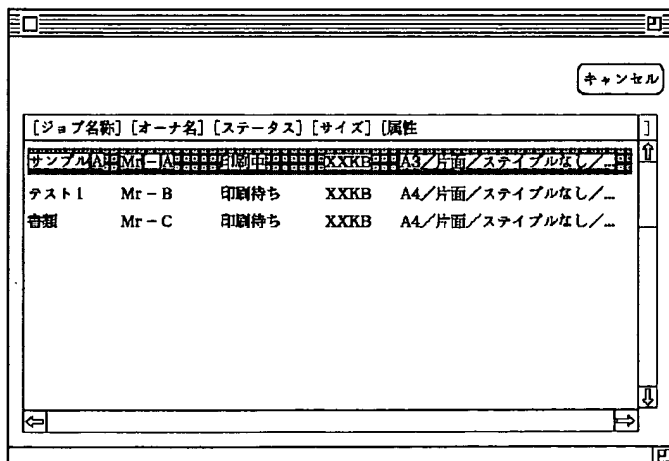 キャンセル
[ジョブ名称] [オーナ名] [ステータス] [サイズ] [属性 ]
サンプルA Mr－A 印刷中 XXKB A3／片面／ステイプルなし／...
テスト1 Mr－B 印刷待ち XXKB A4／片面／ステイプルなし／...
書類 Mr－C 印刷待ち XXKB A4／片面／ステイプルなし／...